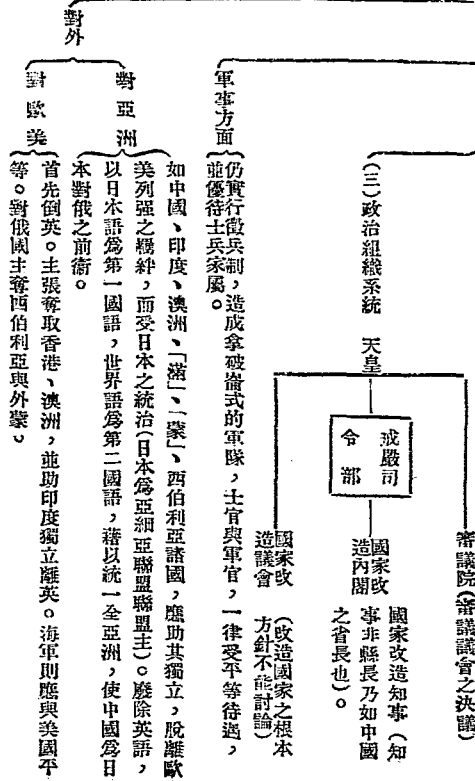 審議院(審議議會之決議)
國家改造知事(知
事非縣長乃如中國
之省長也)。
國家改
造內閣
戒嚴司
令部
國家改
造議會
(改造國家之根本
方針不能討論)
(三)政治組織系統 天皇
軍事方面
仍實行徵兵制,造成拿破崙式的軍隊,士官與軍官,一律受平等待遇,
並優待士兵家屬。
對外
對亞洲
如中國、印度、澳洲、「滿」、「蒙」、西伯利亞諸國,應助其獨立,脫離歐
美列强之羈絆,而受日本之統治(日本爲亞細亞聯盟聯盟主)。廢除英語,
以日本語爲第一國語,世界語爲第二國語,藉以統一全亞洲,使中國爲日
本對俄之前衛。
對歐美
首先倒英。主張奪取香港、澳洲,並助印度獨立離英。海軍則應與美國平
等。對俄國主奪西伯利亞與外蒙。